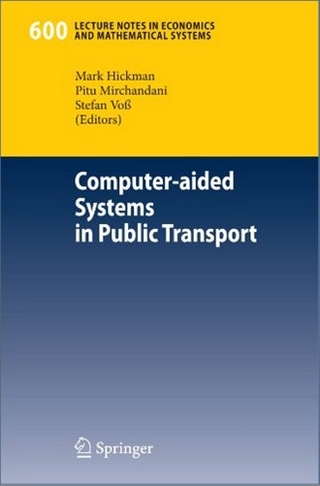 600 LECTURE NOTES IN ECONOMICS
AND MATHEMATICAL SYSTEMS
Mark Hickman
Pitu Mirchandani
Stefan Voß
(Editors)
Computer-aided
Systems
in Public Transport
Springer